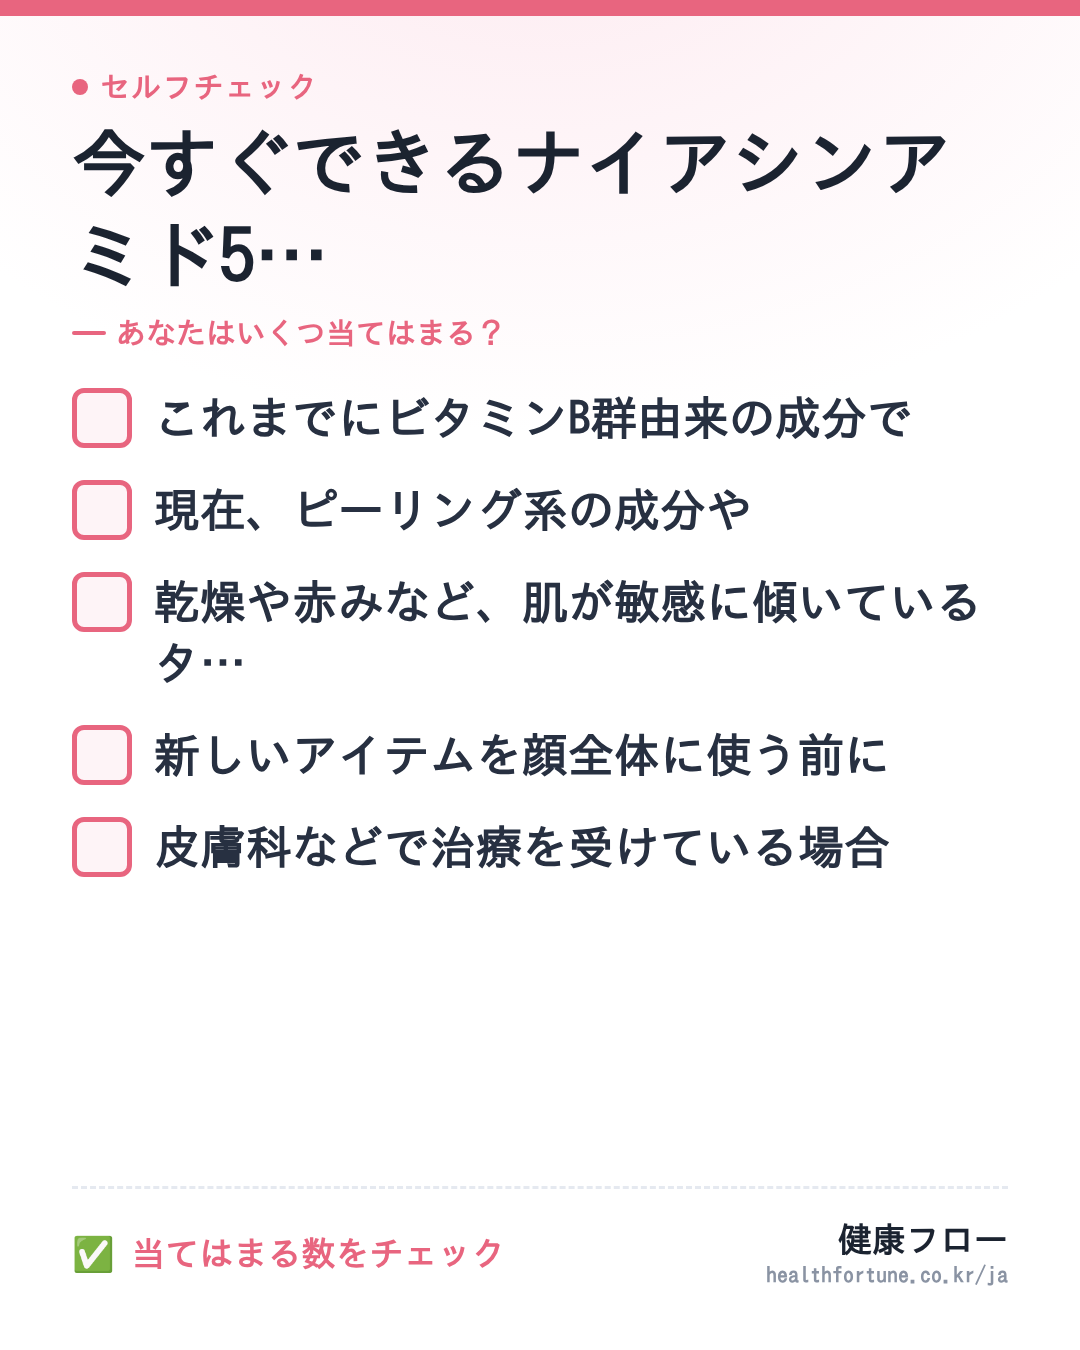 セルフチェック
今すぐできるナイアシンア
ミド5…
— あなたはいくつ当てはまる？
これまでにビタミンB群由来の成分で
現在、ピーリング系の成分や
乾燥や赤みなど、肌が敏感に傾いている
タ…
新しいアイテムを顔全体に使う前に
皮膚科などで治療を受けている場合
✅ 当てはまる数をチェック
健康フロー
healthfortune.co.kr/ja